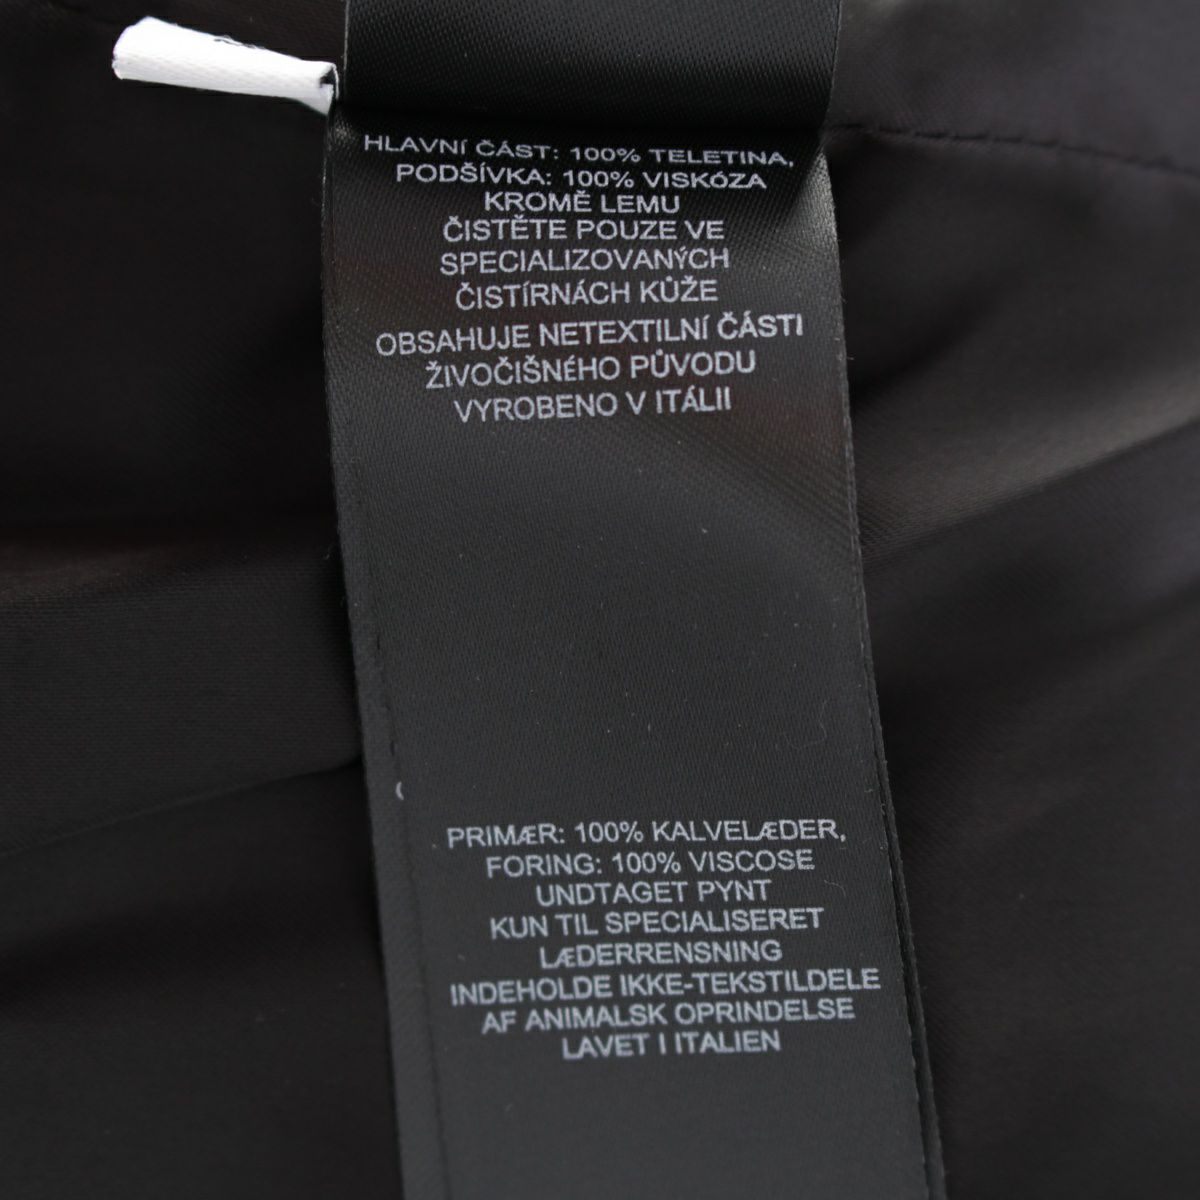 HLAVNÍ ČÁST: 100% TELETINA,
PODŠÍVKA: 100% VISKÓZA
KROMĚ LEMU
ČISTĚTE POUZE VE
SPECIALIZOVANÝCH
ČISTÍRNÁCH KŮŽE
OBSAHUJE NETEXTILNÍ ČÁSTI
ŽIVOČIŠNÉHO PŮVODU
VYROBENO V ITÁLII
PRIMÆR: 100% KALVELÆDER,
FORING: 100% VISCOSE
UNDTAGET PYNT
KUN TIL SPECIALISERET
LÆDERRENSNING
INDEHOLDE IKKE-TEKSTILDELE
AF ANIMALSK OPRINDELSE
LAVET I ITALIEN